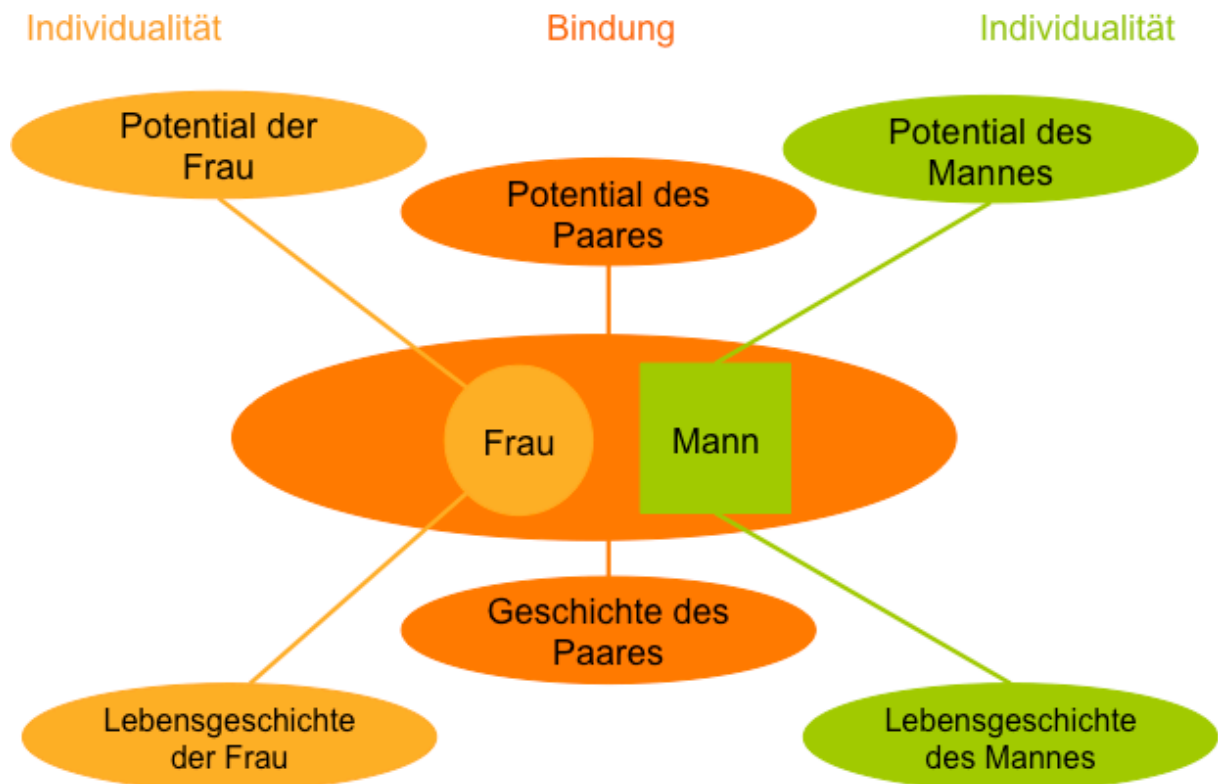 Individualität
Bindung
Individualität
Potential der
Frau
Potential des
Mannes
Potential des
Paares
Frau
Mann
Geschichte des
Paares
Lebensgeschichte
der Frau
Lebensgeschichte
des Mannes